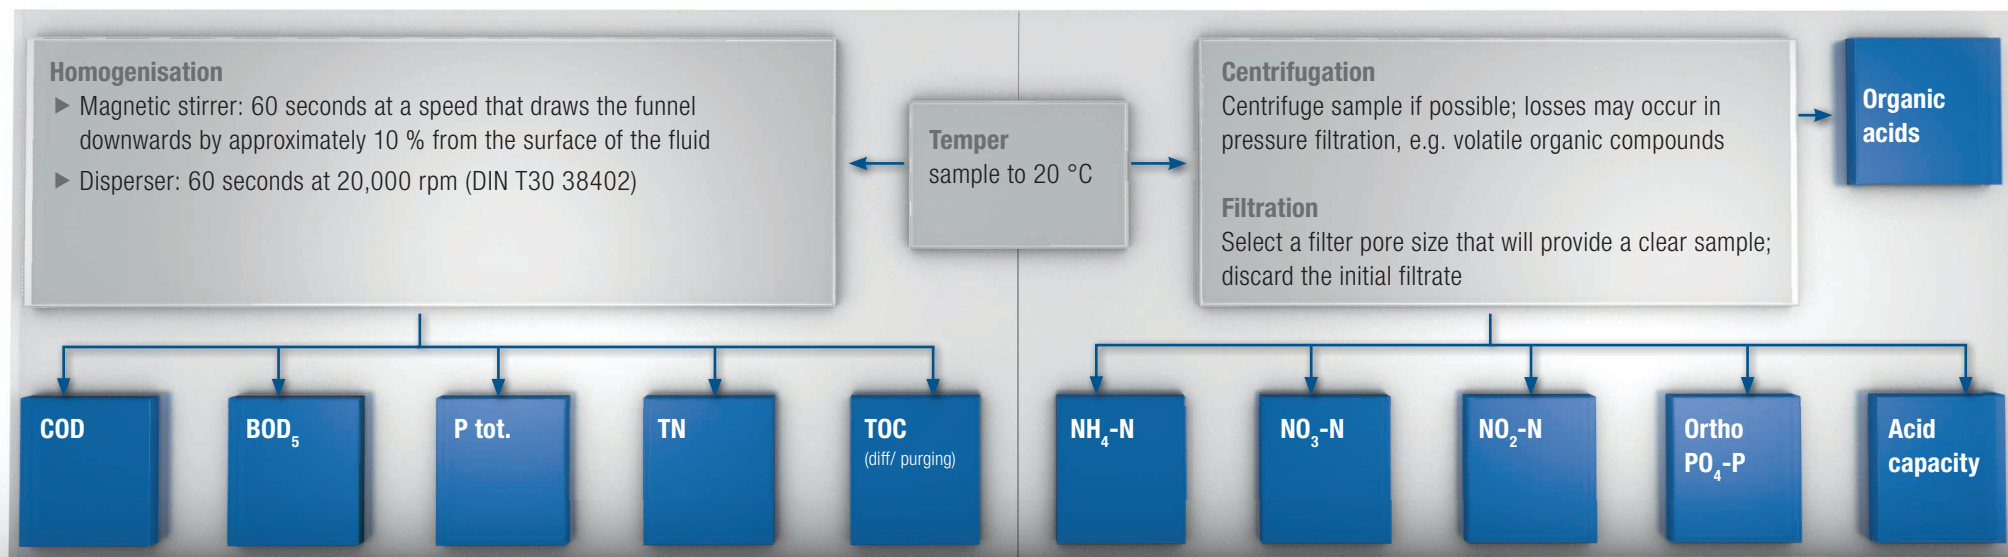 Homogenisation
▶ Magnetic stirrer: 60 seconds at a speed that draws the funnel
downwards by approximately 10 % from the surface of the fluid
▶ Disperser: 60 seconds at 20,000 rpm (DIN T30 38402)
Temper
sample to 20 °C
Centrifugation
Centrifuge sample if possible; losses may occur in
pressure filtration, e.g. volatile organic compounds
Filtration
Select a filter pore size that will provide a clear sample;
discard the initial filtrate
Organic
acids
COD
BOD₅
P tot.
TN
TOC
(diff/ purging)
NH₄-N
NO₃-N
NO₂-N
Ortho
PO₄-P
Acid
capacity